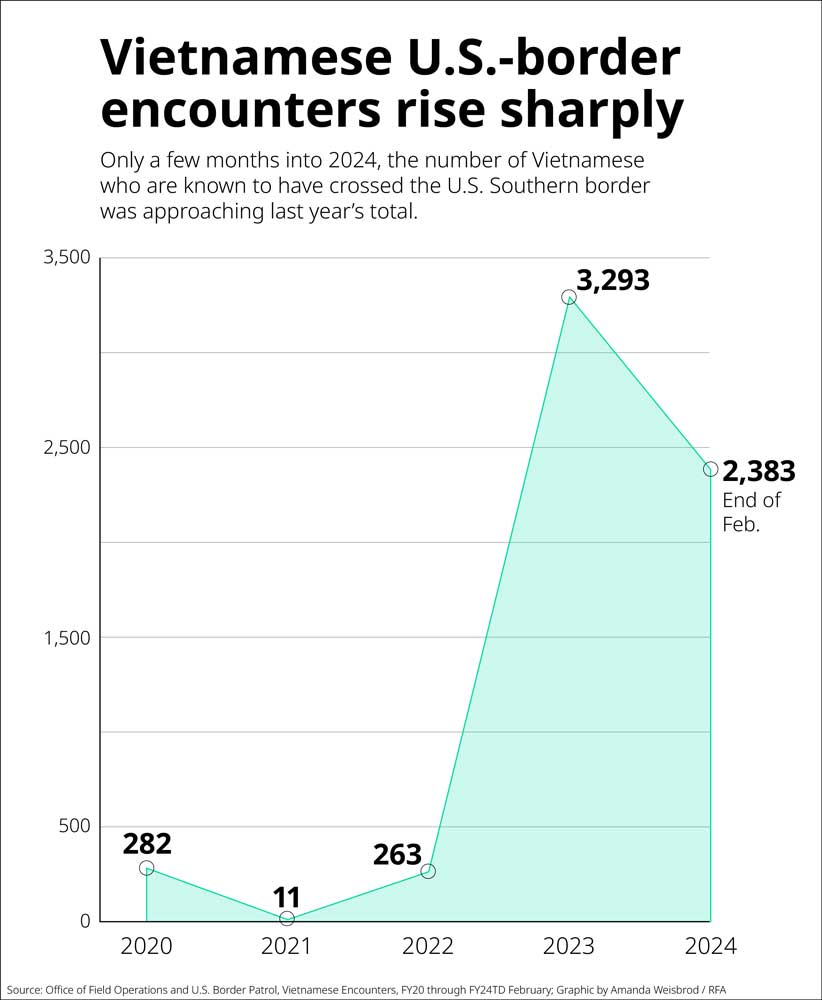 Vietnamese U.S.-border
encounters rise sharply
Only a few months into 2024, the number of Vietnamese
who are known to have crossed the U.S. Southern border
was approaching last year’s total.
3,500
3,293
2,500
2,383
End of
Feb.
1,500
500
282
263
11
0
2020 2021 2022 2023 2024
Source: Office of Field Operations and U.S. Border Patrol, Vietnamese Encounters, FY20 through FY24TD February; Graphic by Amanda Weisbrod / RFA